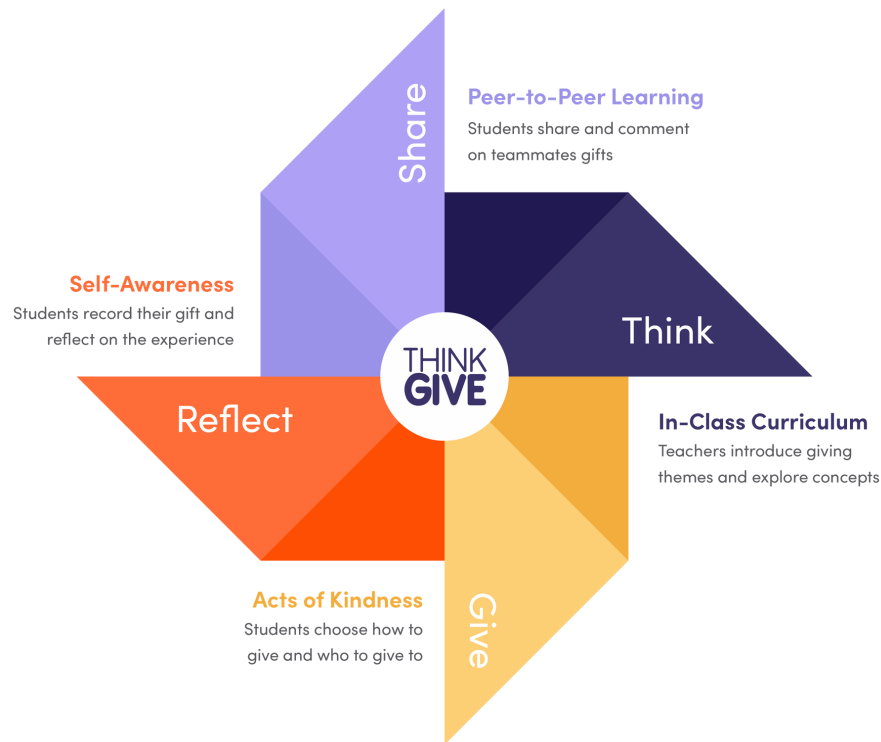 Share
Peer-to-Peer Learning
Students share and comment
on teammates gifts
Think
In-Class Curriculum
Teachers introduce giving
themes and explore concepts
Self-Awareness
Students record their gift and
reflect on the experience
THINK
GIVE
Reflect
Acts of Kindness
Students choose how to
give and who to give to
Give